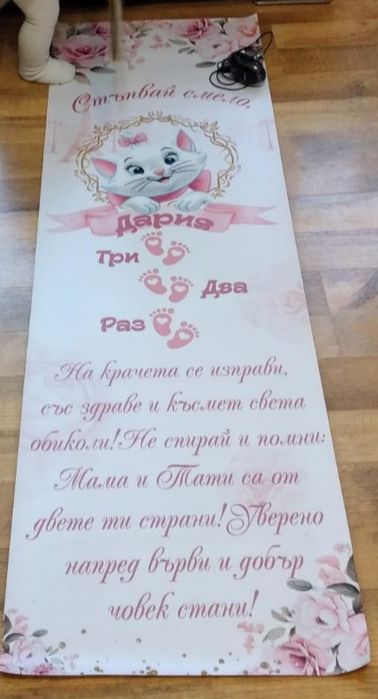 Стъпвай смело,
Дария
Три
Два
Раз
На крачета се изправи,
със здраве и късмет света
обиколи! Не спирай и помни:
Мама и Тати са от
двете ти страни! Уверено
напред върви и добър
човек стани!